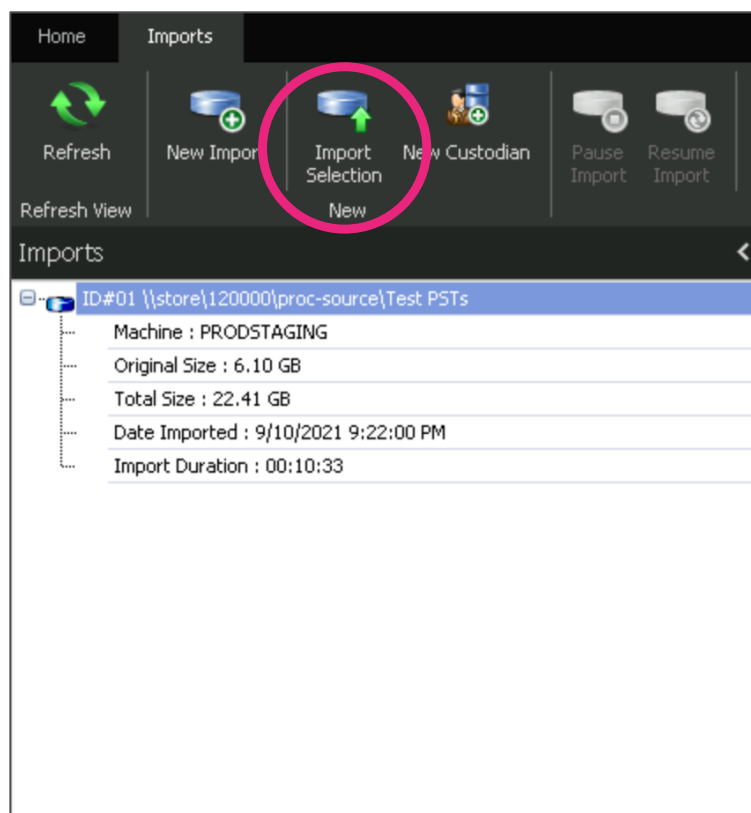 Home Imports
Refresh New Import Import Selection New Custodian Pause Import Resume Import
Refresh View New
Imports
ID#01 \\store\120000\proc-source\Test PSTs
Machine : PRODSTAGING
Original Size : 6.10 GB
Total Size : 22.41 GB
Date Imported : 9/10/2021 9:22:00 PM
Import Duration : 00:10:33